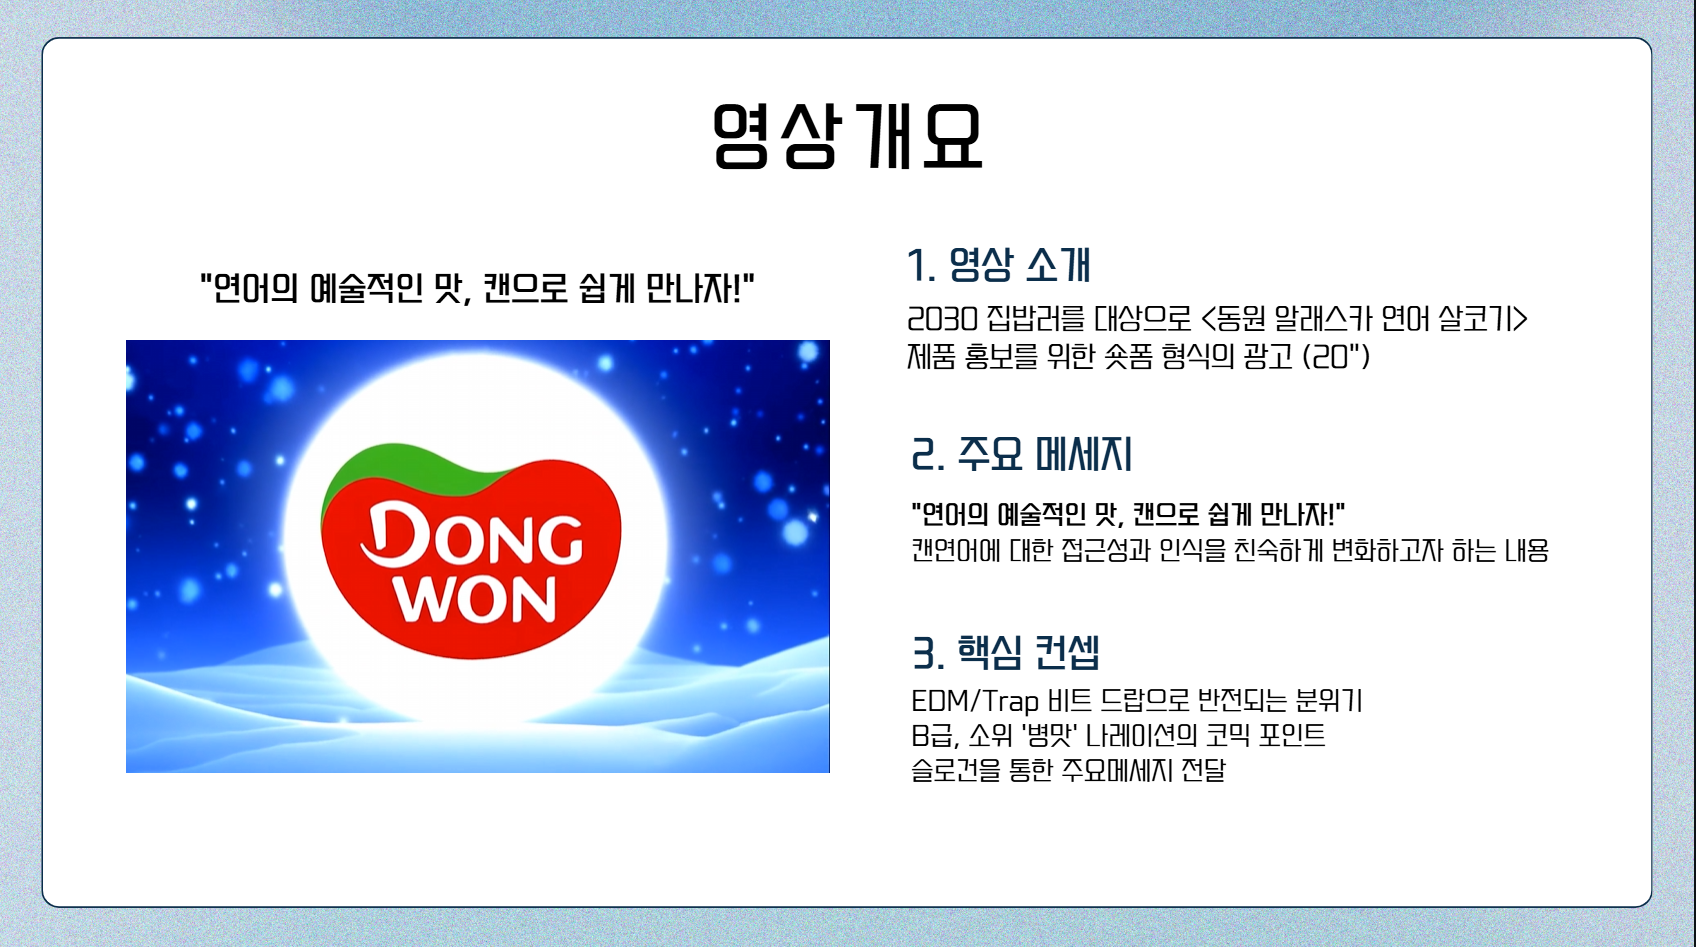 영상개요
"연어의 예술적인 맛, 캔으로 쉽게 만나자!"
DONG
WON
1. 영상 소개
2030 집밥러를 대상으로 <동원 알래스카 연어 살코기>
제품 홍보를 위한 숏폼 형식의 광고 (20")
2. 주요 메세지
"연어의 예술적인 맛, 캔으로 쉽게 만나자!"
캔연어에 대한 접근성과 인식을 친숙하게 변화하고자 하는 내용
3. 핵심 컨셉
EDM/Trap 비트 드랍으로 반전되는 분위기
B급, 소위 '병맛' 나레이션의 코믹 포인트
슬로건을 통한 주요메세지 전달